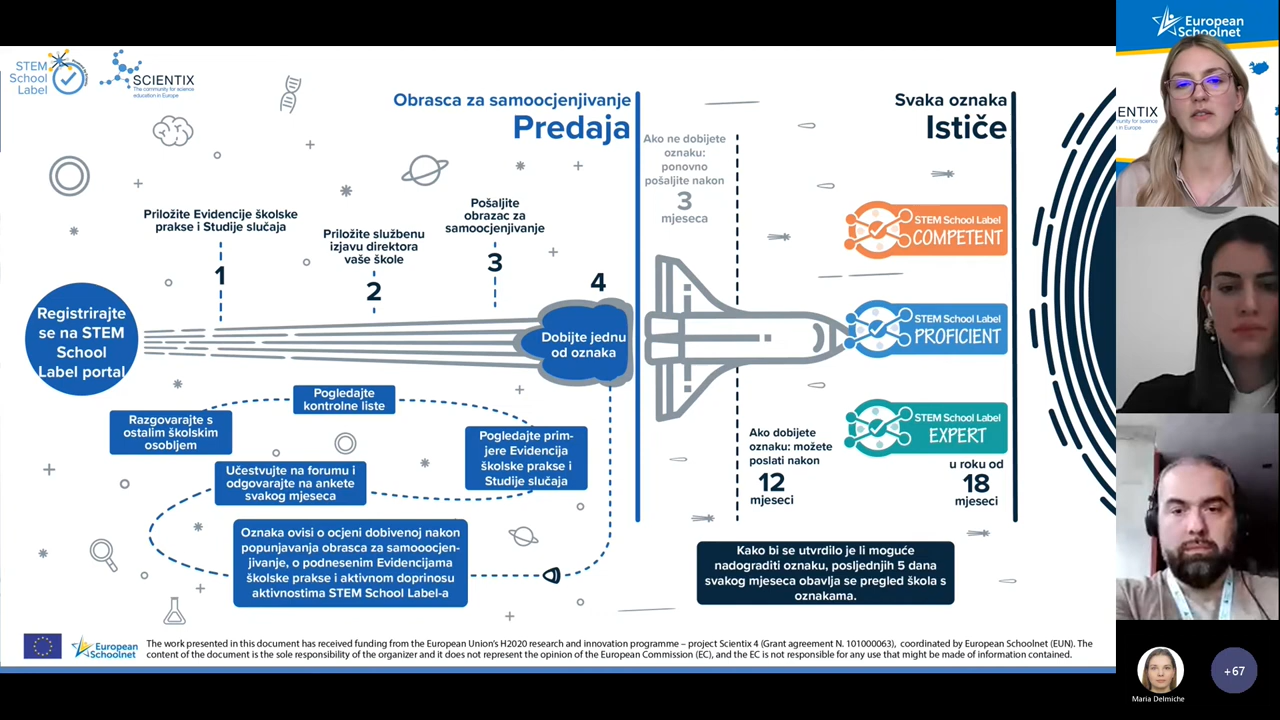 STEM
School
Label
SCIENTIX
The community for science
education in Europe
Obrasca za samoocjenjivanje
Predaja
Svaka oznaka
Ističe
Ako ne dobijete
oznaku:
ponovno
pošaljite nakon
3
mjeseca
Priložite Evidencije školske
prakse i Studije slučaja
1
Priložite službenu
izjavu direktora
vaše škole
2
Pošaljite
obrazac za
samoocjenjivanje
3
4
Registrirajte
se na STEM
School
Label portal
Dobijte jednu
od oznaka
STEM School Label
COMPETENT
STEM School Label
PROFICIENT
STEM School Label
EXPERT
Razgovarajte s
ostalim školskim
osobljem
Pogledajte
kontrolne liste
Pogledajte prim-
jere Evidencija
školske prakse i
Studije slučaja
Učestvujte na forumu i
odgovarajte na ankete
svakog mjeseca
Oznaka ovisi o ocjeni dobivenoj nakon
popunjavanja obrasca za samooocjen-
jivanje, o podnesenim Evidencijama
školske prakse i aktivnom doprinosu
aktivnostima STEM School Label-a
Ako dobijete
oznaku: možete
poslati nakon
12
mjeseci
u roku od
18
mjeseci
Kako bi se utvrdilo je li moguće
nadograditi oznaku, posljednjih 5 dana
svakog mjeseca obavlja se pregled škola s
oznakama.
European
Schoolnet
The work presented in this document has received funding from the European Union's H2020 research and innovation programme – project Scientix 4 (Grant agreement N. 101000063), coordinated by European Schoolnet (EUN). The
content of the document is the sole responsibility of the organizer and it does not represent the opinion of the European Commission (EC), and the EC is not responsible for any use that might be made of information contained.
European
Schoolnet
ENTIX
munity for science
n in Europe
Maria Delmiche
+67